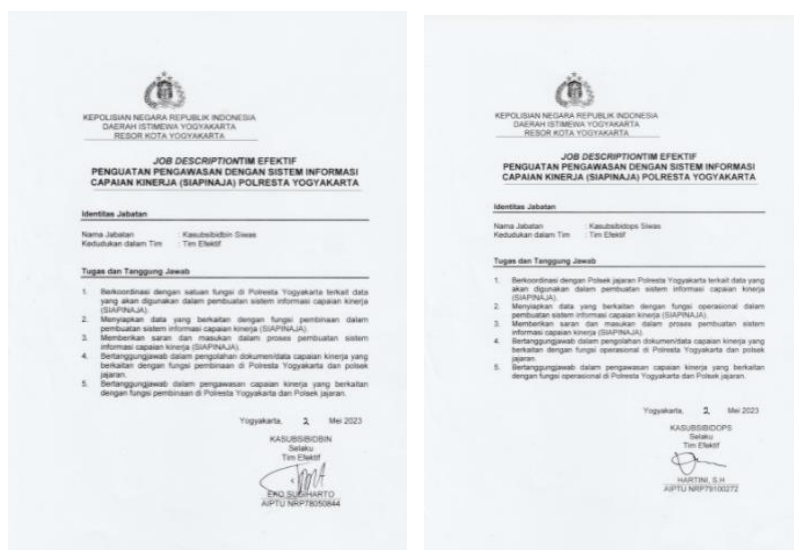 KEPOLISIAN NEGARA REPUBLIK INDONESIA
DAERAH ISTIMEWA YOGYAKARTA
RESOR KOTA YOGYAKARTA
JOB DESCRIPTIONTIM EFEKTIF
PENGUATAN PENGAWASAN DENGAN SISTEM INFORMASI
CAPAIAN KINERJA (SIAPINAJA) POLRESTA YOGYAKARTA
Identitas Jabatan
Nama Jabatan : Kasubsibidbin Siwas
Kedudukan dalam Tim : Tim Efektif
Tugas dan Tanggung Jawab
1. Berkoordinasi dengan satuan fungsi di Polresta Yogyakarta terkait data
yang akan digunakan dalam pembuatan sistem informasi capaian kinerja
(SIAPINAJA).
2. Menyiapkan data yang berkaitan dengan fungsi pembinaan dalam
pembuatan sistem informasi capaian kinerja (SIAPINAJA).
3. Memberikan saran dan masukan dalam proses pembuatan sistem
informasi capaian kinerja (SIAPINAJA).
4. Bertanggungjawab dalam pengolahan dokumen/data capaian kinerja yang
berkaitan dengan fungsi pembinaan di Polresta Yogyakarta dan polsek
jajaran.
5. Bertanggungjawab dalam pengawasan capaian kinerja yang berkaitan
dengan fungsi pembinaan di Polresta Yogyakarta dan Polsek jajaran.
Yogyakarta, 2 Mei 2023
KASUBSIBIDBIN
Selaku
Tim Efektif
EKO SUGIHARTO
AIPTU NRP78050844
KEPOLISIAN NEGARA REPUBLIK INDONESIA
DAERAH ISTIMEWA YOGYAKARTA
RESOR KOTA YOGYAKARTA
JOB DESCRIPTIONTIM EFEKTIF
PENGUATAN PENGAWASAN DENGAN SISTEM INFORMASI
CAPAIAN KINERJA (SIAPINAJA) POLRESTA YOGYAKARTA
Identitas Jabatan
Nama Jabatan : Kasubsibidops Siwas
Kedudukan dalam Tim : Tim Efektif
Tugas dan Tanggung Jawab
1. Berkoordinasi dengan Polsek jajaran Polresta Yogyakarta terkait data yang
akan digunakan dalam pembuatan sistem informasi capaian kinerja
(SIAPINAJA).
2. Menyiapkan data yang berkaitan dengan fungsi operasional dalam
pembuatan sistem informasi capaian kinerja (SIAPINAJA).
3. Memberikan saran dan masukan dalam proses pembuatan sistem
informasi capaian kinerja (SIAPINAJA).
4. Bertanggungjawab dalam pengolahan dokumen/data capaian kinerja yang
berkaitan dengan fungsi operasional di Polresta Yogyakarta dan polsek
jajaran.
5. Bertanggungjawab dalam pengawasan capaian kinerja yang berkaitan
dengan fungsi operasional di Polresta Yogyakarta dan Polsek jajaran.
Yogyakarta, 2 Mei 2023
KASUBSIBIDOPS
Selaku
Tim Efektif
HARTINI, S.H
AIPTU NRP79100272